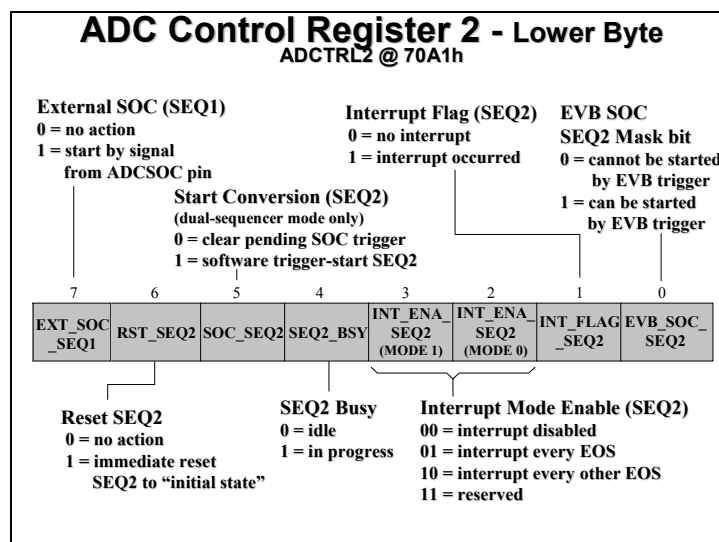 ADC Control Register 2 - Lower Byte
ADCTRL2 @ 70A1h
External SOC (SEQ1)
0 = no action
1 = start by signal
from ADCSOC pin
Interrupt Flag (SEQ2)
0 = no interrupt
1 = interrupt occurred
EVB SOC
SEQ2 Mask bit
0 = cannot be started
by EVB trigger
1 = can be started
by EVB trigger
Start Conversion (SEQ2)
(dual-sequencer mode only)
0 = clear pending SOC trigger
1 = software trigger-start SEQ2
7 6 5 4 3 2 1 0
EXT_SOC
_SEQ1
RST_SEQ2
SOC_SEQ2
SEQ2_BSY
INT_ENA_
SEQ2
(MODE 1)
INT_ENA_
SEQ2
(MODE 0)
INT_FLAG
_SEQ2
EVB_SOC_
SEQ2
Reset SEQ2
0 = no action
1 = immediate reset
SEQ2 to “initial state”
SEQ2 Busy
0 = idle
1 = in progress
Interrupt Mode Enable (SEQ2)
00 = interrupt disabled
01 = interrupt every EOS
10 = interrupt every other EOS
11 = reserved